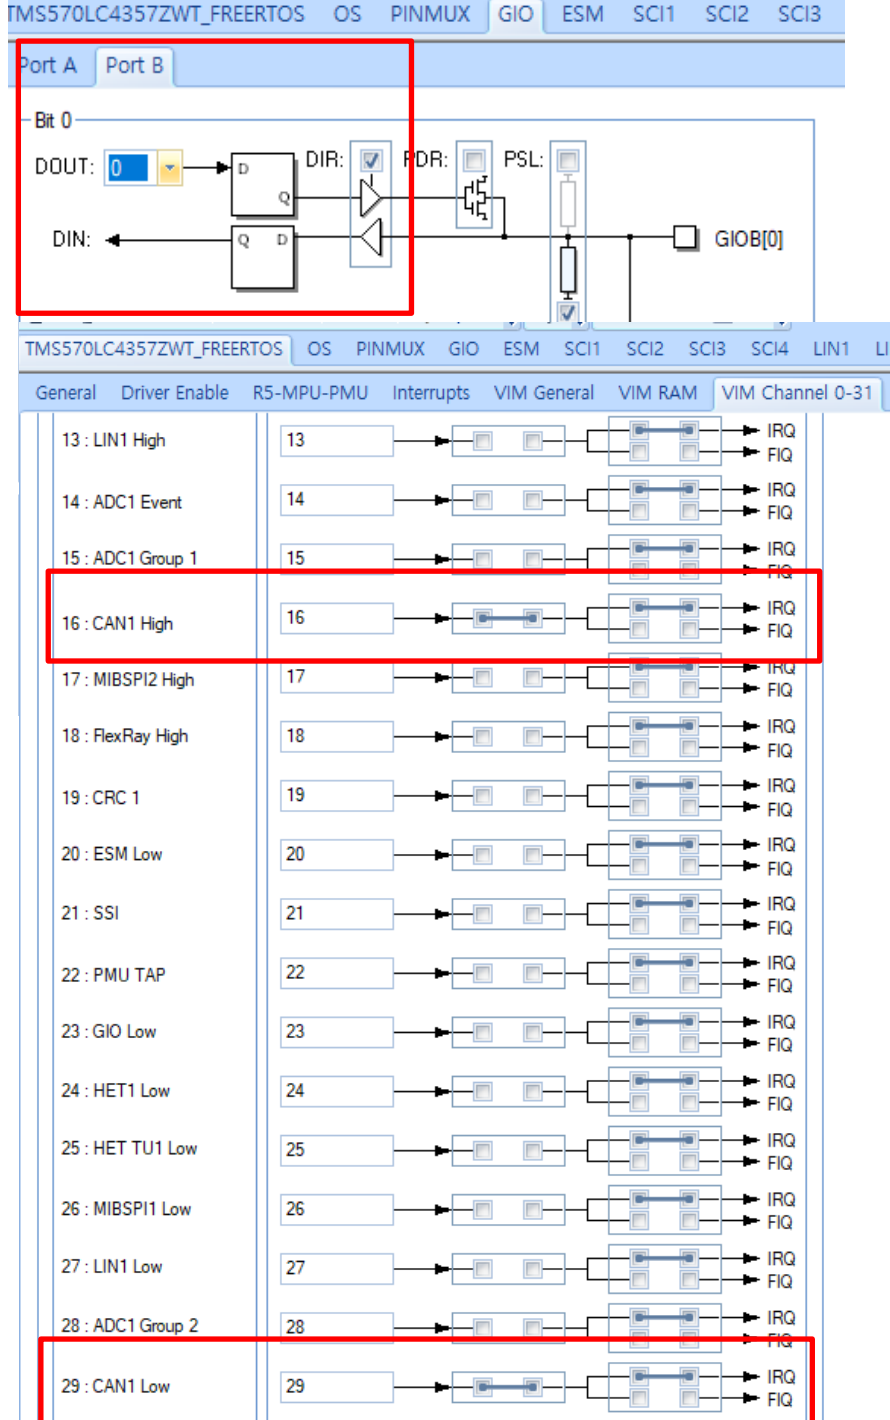 TMS570LC4357ZWT_FREERTOS OS PINMUX GIO ESM SCI1 SCI2 SCI3
Port A Port B
Bit 0
DOUT: 0 D Q DIR: PDR: PSL:
DIN: Q D GIOB[0]
TMS570LC4357ZWT_FREERTOS OS PINMUX GIO ESM SCI1 SCI2 SCI3 SCI4 LIN1 LI
General Driver Enable R5-MPU-PMU Interrupts VIM General VIM RAM VIM Channel 0-31
13 : LIN1 High 13 IRQ
FIQ
14 : ADC1 Event 14 IRQ
FIQ
15 : ADC1 Group 1 15 IRQ
FIQ
16 : CAN1 High 16 IRQ
FIQ
17 : MIBSPI2 High 17 IRQ
FIQ
18 : FlexRay High 18 IRQ
FIQ
19 : CRC 1 19 IRQ
FIQ
20 : ESM Low 20 IRQ
FIQ
21 : SSI 21 IRQ
FIQ
22 : PMU TAP 22 IRQ
FIQ
23 : GIO Low 23 IRQ
FIQ
24 : HET1 Low 24 IRQ
FIQ
25 : HET TU1 Low 25 IRQ
FIQ
26 : MIBSPI1 Low 26 IRQ
FIQ
27 : LIN1 Low 27 IRQ
FIQ
28 : ADC1 Group 2 28 IRQ
FIQ
29 : CAN1 Low 29 IRQ
FIQ